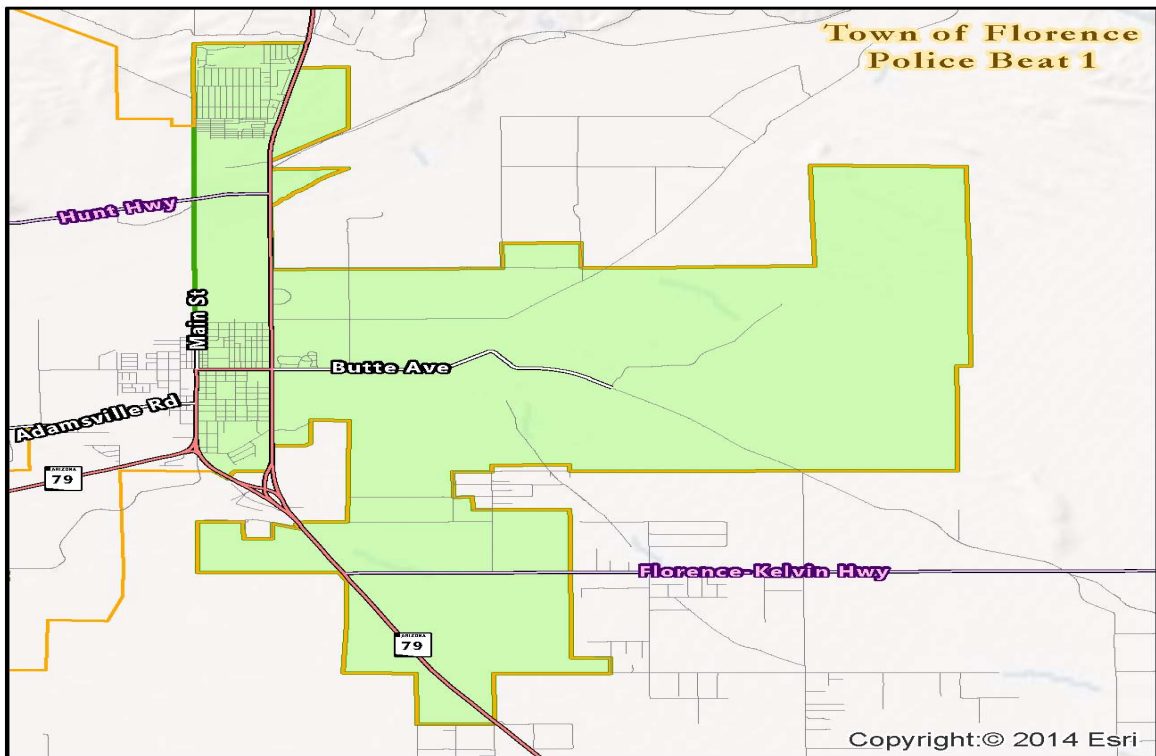 Town of Florence
Police Beat 1
Hunt Hwy
Main St
Butte Ave
Adamsville Rd
ARIZONA
79
Florence-Kelvin Hwy
ARIZONA
79
Copyright:© 2014 Esri